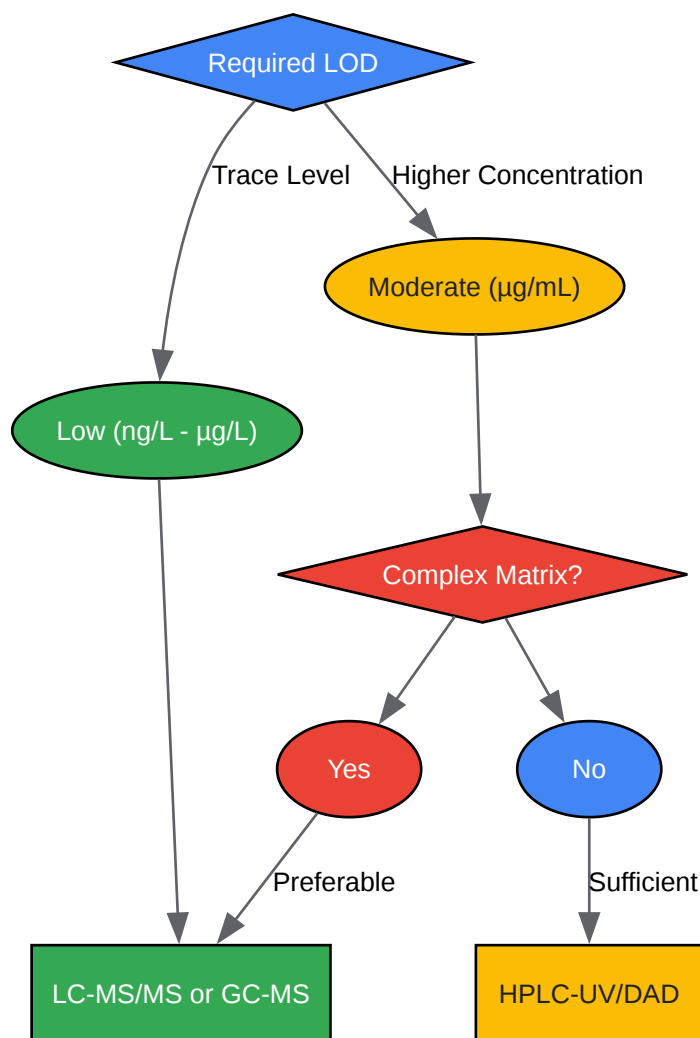 Required LOD
Trace Level
Higher Concentration
Moderate (µg/mL)
Low (ng/L - µg/L)
Complex Matrix?
Yes
No
Preferable
Sufficient
LC-MS/MS or GC-MS
HPLC-UV/DAD